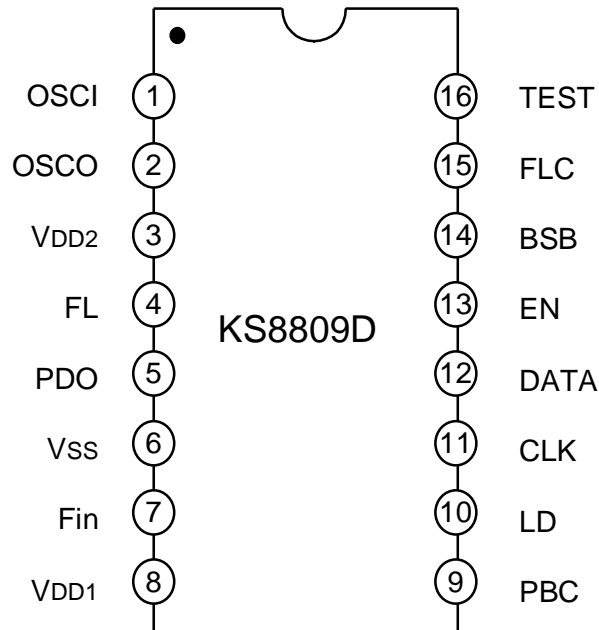 OSCI 1 16 TEST
OSCO 2 15 FLC
VDD2 3 14 BSB
FL 4 13 EN
KS8809D
PDO 5 12 DATA
VSS 6 11 CLK
Fin 7 10 LD
VDD1 8 9 PBC